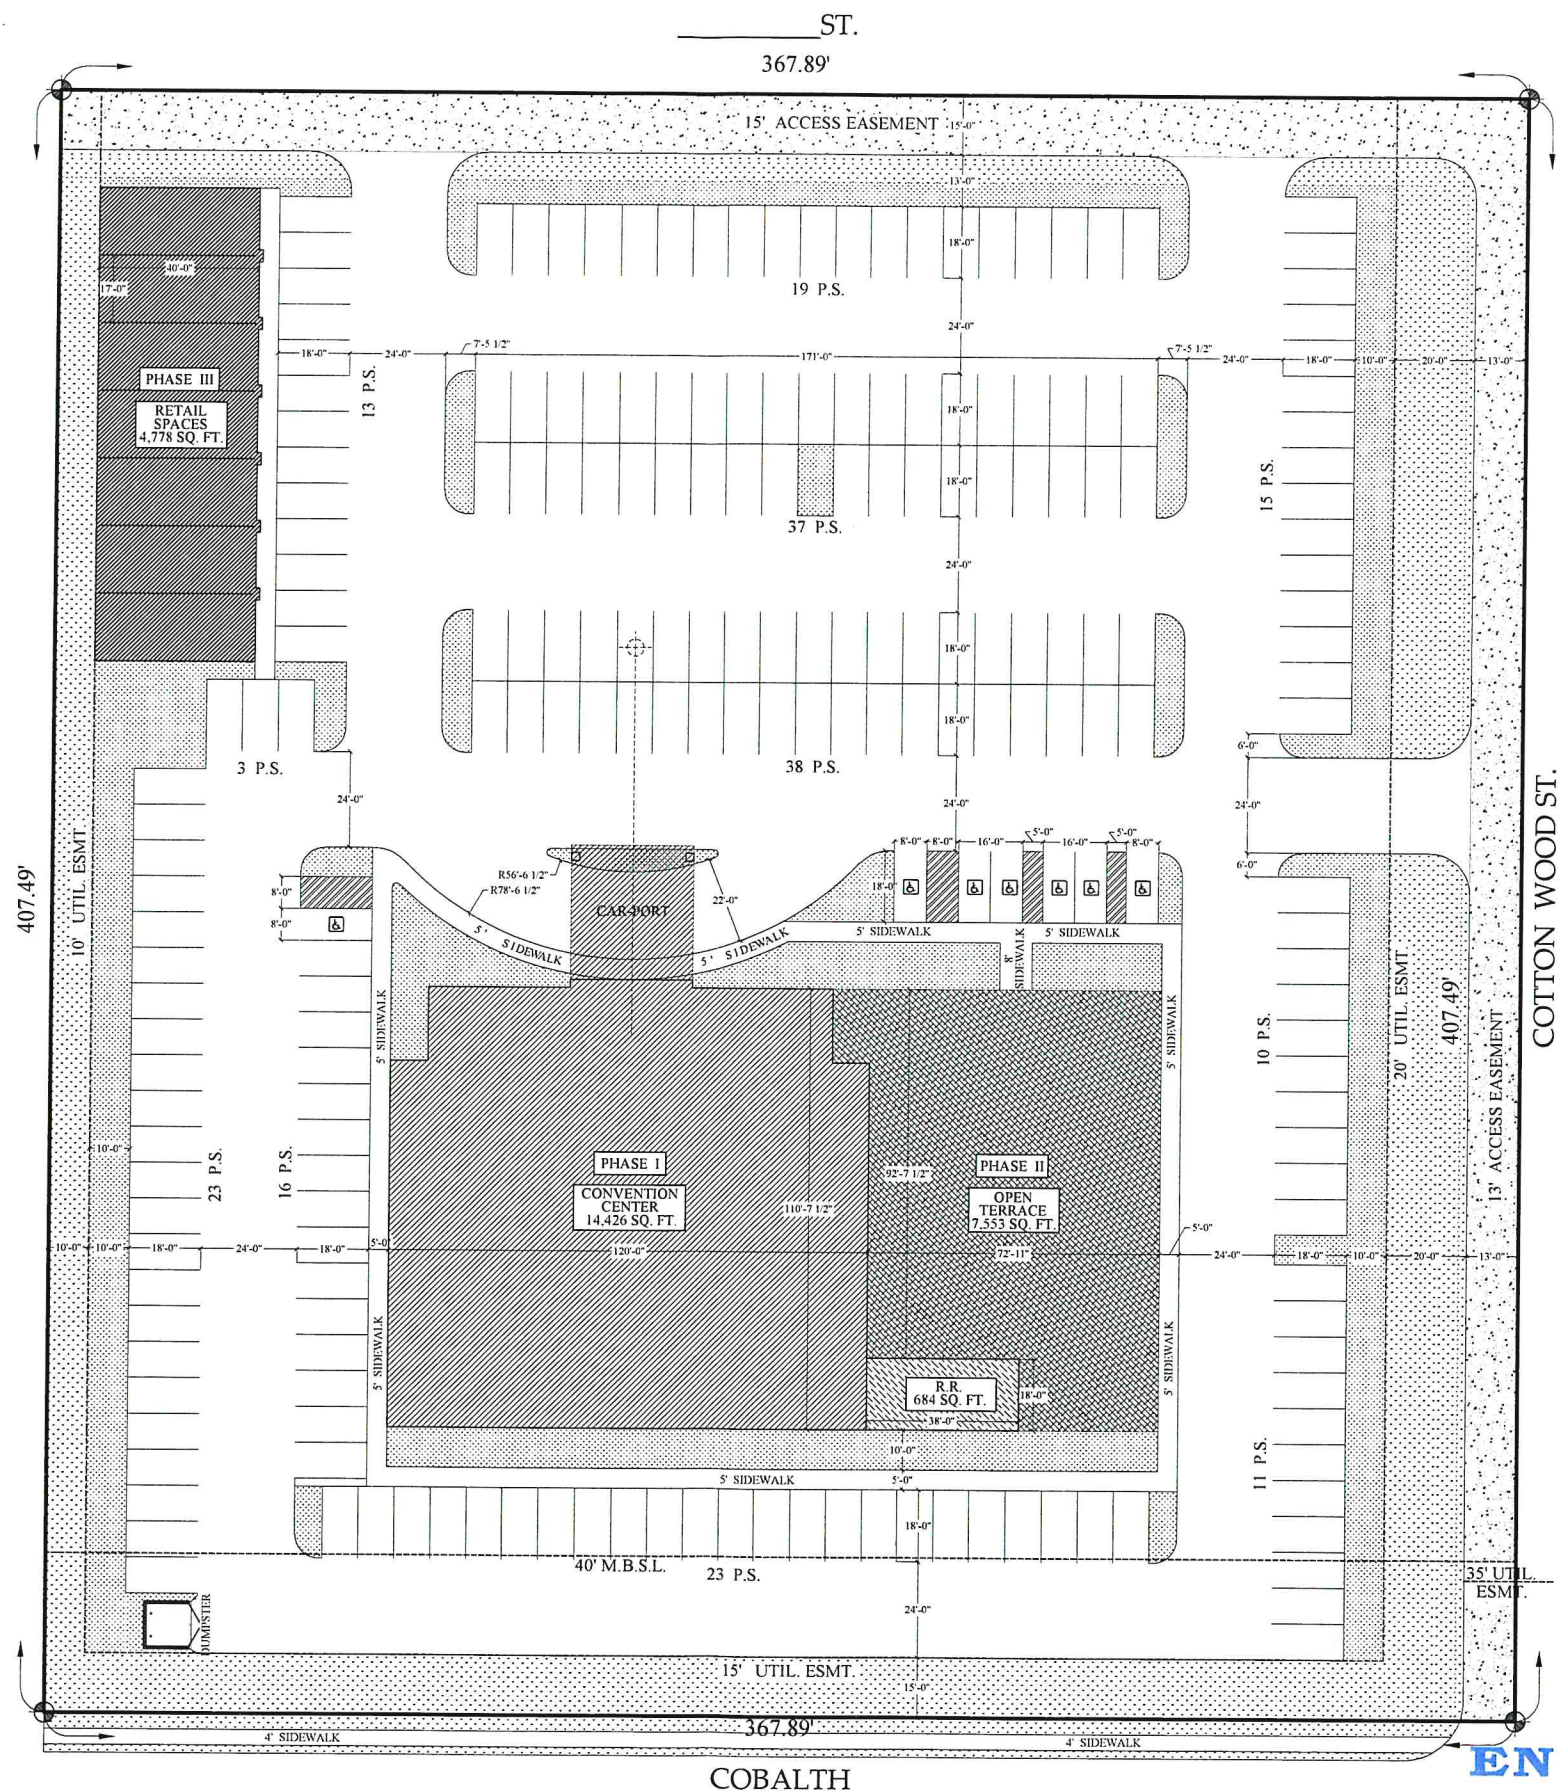 ST.
367.89'
15' ACCESS EASEMENT
15'-0"
13'-0"
18'-0"
19 P.S.
24'-0"
40'-0"
17'-0"
PHASE III
RETAIL
SPACES
4,778 SQ. FT.
18'-0"
24'-0"
7'-5 1/2"
171'-0"
7'-5 1/2"
24'-0"
18'-0"
10'-0"
20'-0"
13'-0"
13 P.S.
18'-0"
18'-0"
37 P.S.
15 P.S.
24'-0"
18'-0"
18'-0"
38 P.S.
3 P.S.
24'-0"
24'-0"
6'-0"
24'-0"
6'-0"
10' UTIL. ESMT.
407.49'
COTTON WOOD ST.
8'-0"
8'-0"
16'-0"
5'-0"
16'-0"
5'-0"
8'-0"
18'-0"
R56'-6 1/2"
R78'-6 1/2"
22'-0"
CAR-PORT
8'-0"
8'-0"
5' SIDEWALK
5' SIDEWALK
5' SIDEWALK
5' SIDEWALK
8' SIDEWALK
5' SIDEWALK
5' SIDEWALK
10 P.S.
20' UTIL. ESMT
407.49'
13' ACCESS EASEMENT
10'-0"
23 P.S.
16 P.S.
PHASE I
CONVENTION
CENTER
14,426 SQ. FT.
110'-7 1/2"
92'-7 1/2"
PHASE II
OPEN
TERRACE
7,553 SQ. FT.
10'-0"
10'-0"
18'-0"
24'-0"
18'-0"
5'-0
120'-0"
72'-11"
5'-0"
24'-0"
18'-0"
10'-0"
20'-0"
13'-0"
5' SIDEWALK
5' SIDEWALK
R.R.
684 SQ. FT.
18'-0"
38'-0"
10'-0"
5' SIDEWALK
5'-0"
11 P.S.
18'-0"
40' M.B.S.L.
23 P.S.
35' UTIL.
ESMT.
24'-0"
DUMPSTER
15' UTIL. ESMT.
15'-0"
367.89'
4' SIDEWALK
4' SIDEWALK
EN
COBALTH